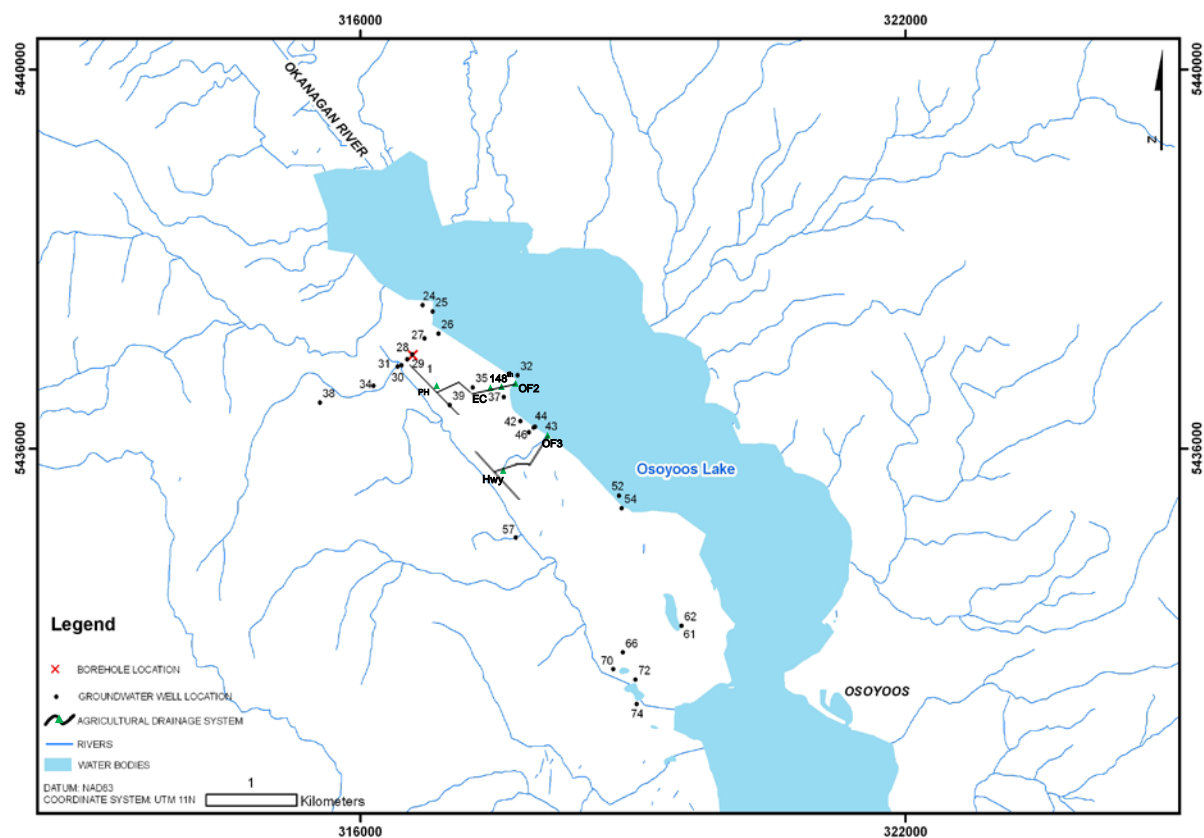 316000
322000
5440000
5440000
OKANAGAN RIVER
N
24
25
26
27
28
29
1
31
30
34
38
PH
39
35
148th
32
EC
37
OF2
42
44
43
46
OF3
Hwy
5436000
5436000
Osoyoos Lake
52
54
57
62
61
66
70
72
74
OSOYOOS
Legend
BOREHOLE LOCATION
GROUNDWATER WELL LOCATION
AGRICULTURAL DRAINAGE SYSTEM
RIVERS
WATER BODIES
DATUM: NAD83
COORDINATE SYSTEM: UTM 11N
1
Kilometers
316000
322000